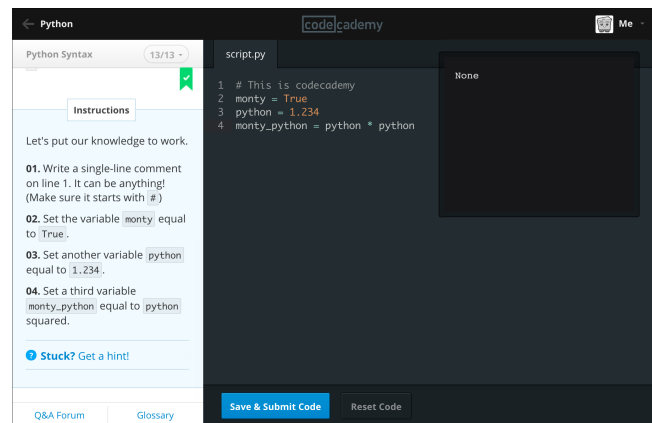 Python
codecademy
Me
Python Syntax
13/13
script.py
Instructions
Let's put our knowledge to work.
01. Write a single-line comment
on line 1. It can be anything!
(Make sure it starts with #)
02. Set the variable monty equal
to True.
03. Set another variable python
equal to 1.234.
04. Set a third variable
monty_python equal to python
squared.
? Stuck? Get a hint!
Q&A Forum
Glossary
1 # This is codecademy
2 monty = True
3 python = 1.234
4 monty_python = python * python
None
Save & Submit Code
Reset Code